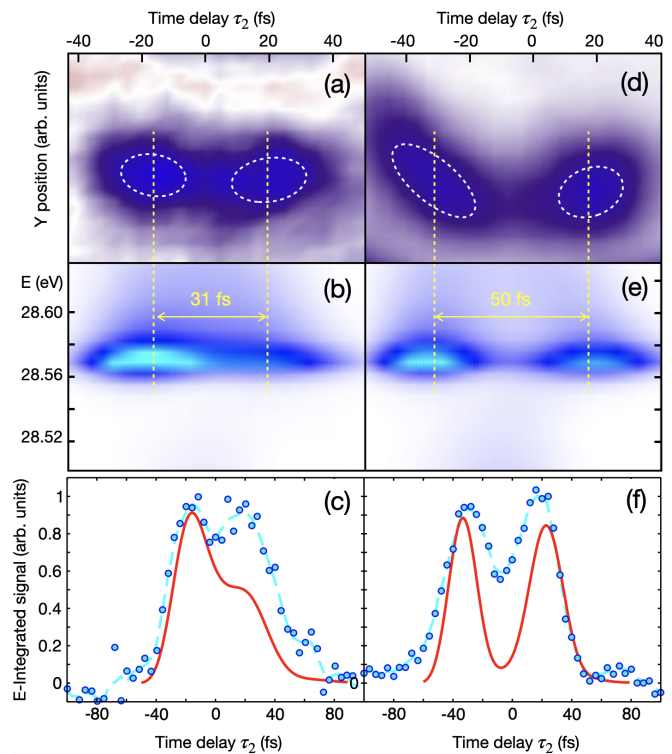 Time delay τ₂ (fs)
Time delay τ₂ (fs)
-40 -20 0 20 40
-40 -20 0 20 40
Y position (arb. units)
(a)
(d)
E (eV)
28.60
28.56
28.52
(b)
31 fs
(e)
50 fs
E-Integrated signal (arb. units)
1
0.8
0.6
0.4
0.2
0
(c)
0
(f)
-80 -40 0 40 80
-80 -40 0 40 80
Time delay τ₂ (fs)
Time delay τ₂ (fs)